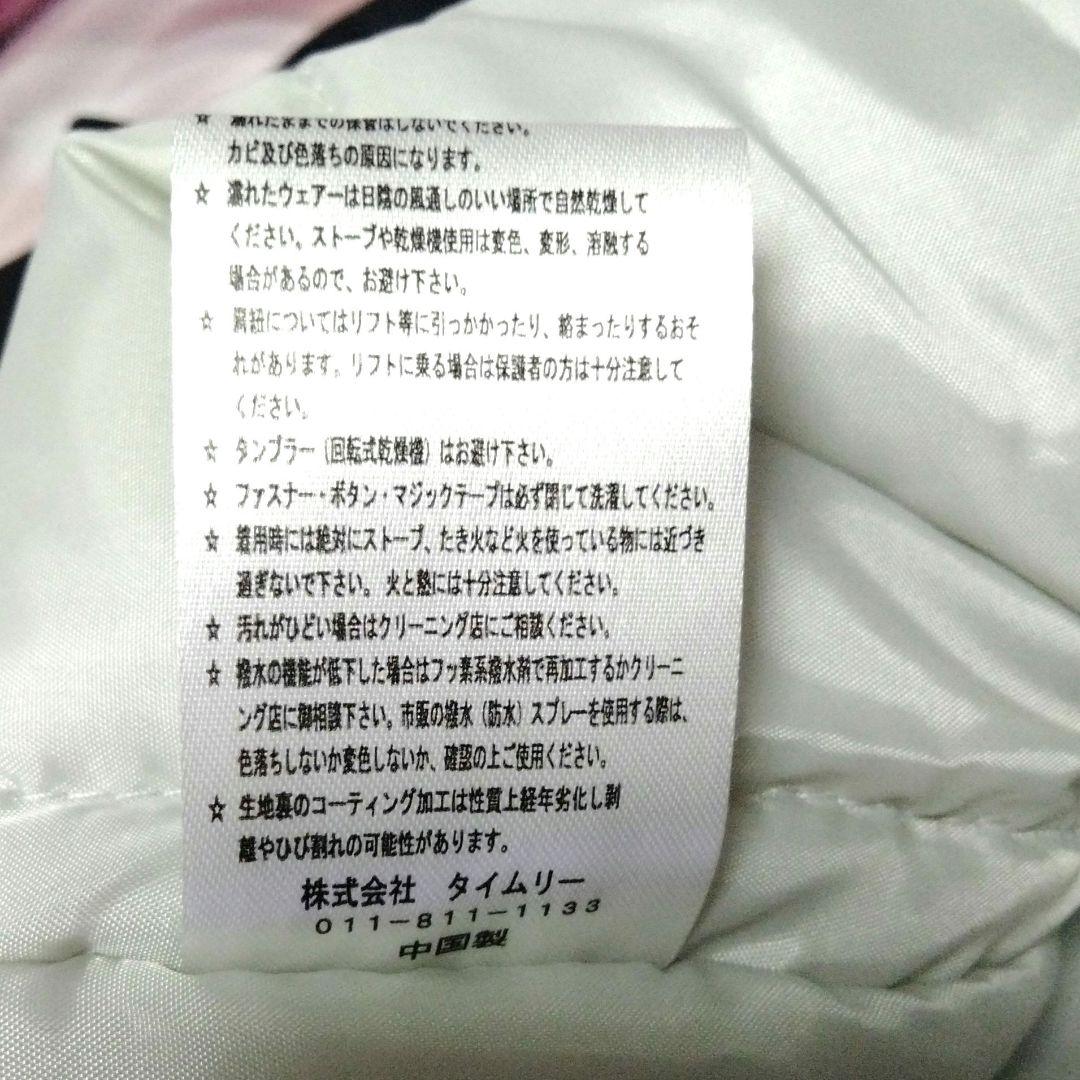 ☆ 濡れたままでの保管はしないでください。
カビ及び色落ちの原因になります。
☆ 濡れたウェアーは日陰の風通しのいい場所で自然乾燥して
ください。ストーブや乾燥機使用は変色、変形、溶融する
場合があるので、お避け下さい。
☆ 肩紐についてはリフト等に引っかかったり、絡まったりするおそ
れがあります。リフトに乗る場合は保護者の方は十分注意して
ください。
☆ タンブラー（回転式乾燥機）はお避け下さい。
☆ ファスナー・ボタン・マジックテープは必ず閉じて洗濯してください。
☆ 着用時には絶対にストーブ、たき火など火を使っている物には近づき
過ぎないで下さい。火と熱には十分注意してください。
☆ 汚れがひどい場合はクリーニング店にご相談ください。
☆ 撥水の機能が低下した場合はフッ素系撥水剤で再加工するかクリーニ
ング店に御相談下さい。市販の撥水（防水）スプレーを使用する際は、
色落ちしないか変色しないか、確認の上ご使用ください。
☆ 生地裏のコーティング加工は性質上経年劣化し剥
離やひび割れの可能性があります。
株式会社 タイムリー
011-811-1133
中国製